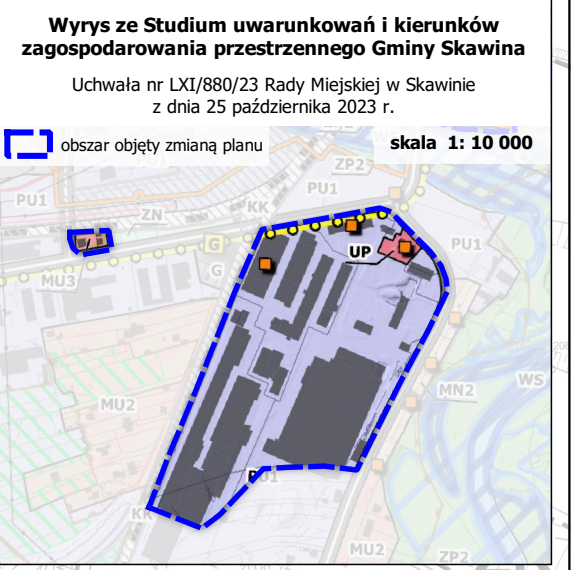 Wyrys ze Studium uwarunkowań i kierunków
zagospodarowania przestrzennego Gminy Skawina
Uchwała nr LXI/880/23 Rady Miejskiej w Skawinie
z dnia 25 października 2023 r.
obszar objęty zmianą planu
skala 1: 10 000
ZP2
PU1
PU1
ZN
KK
G
UP
PU1
G
MU3
MN2
WS
MU2
PU1
KK
MU2
ZP2